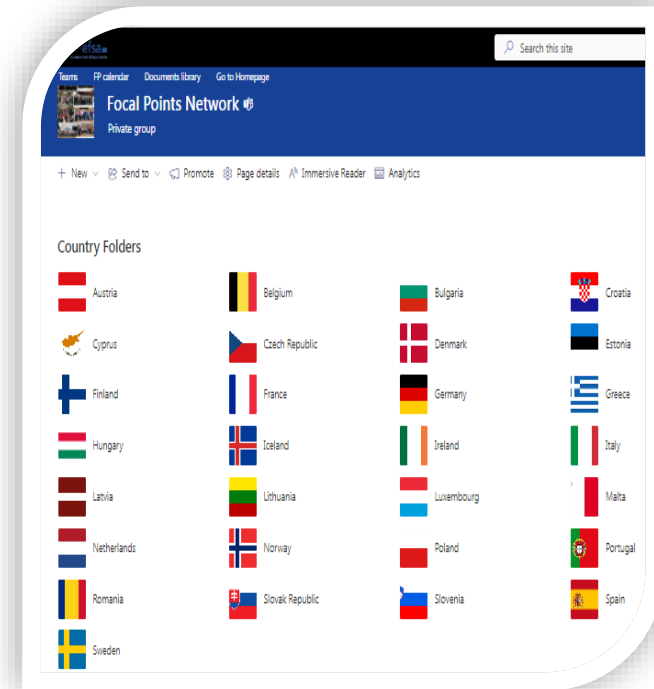 efsa
Search this site
Teams FP calendar Documents library Go to Homepage
Focal Points Network
Private group
New Send to Promote Page details Immersive Reader Analytics
Country Folders
Austria Belgium Bulgaria Croatia
Cyprus Czech Republic Denmark Estonia
Finland France Germany Greece
Hungary Iceland Ireland Italy
Latvia Lithuania Luxembourg Malta
Netherlands Norway Poland Portugal
Romania Slovak Republic Slovenia Spain
Sweden